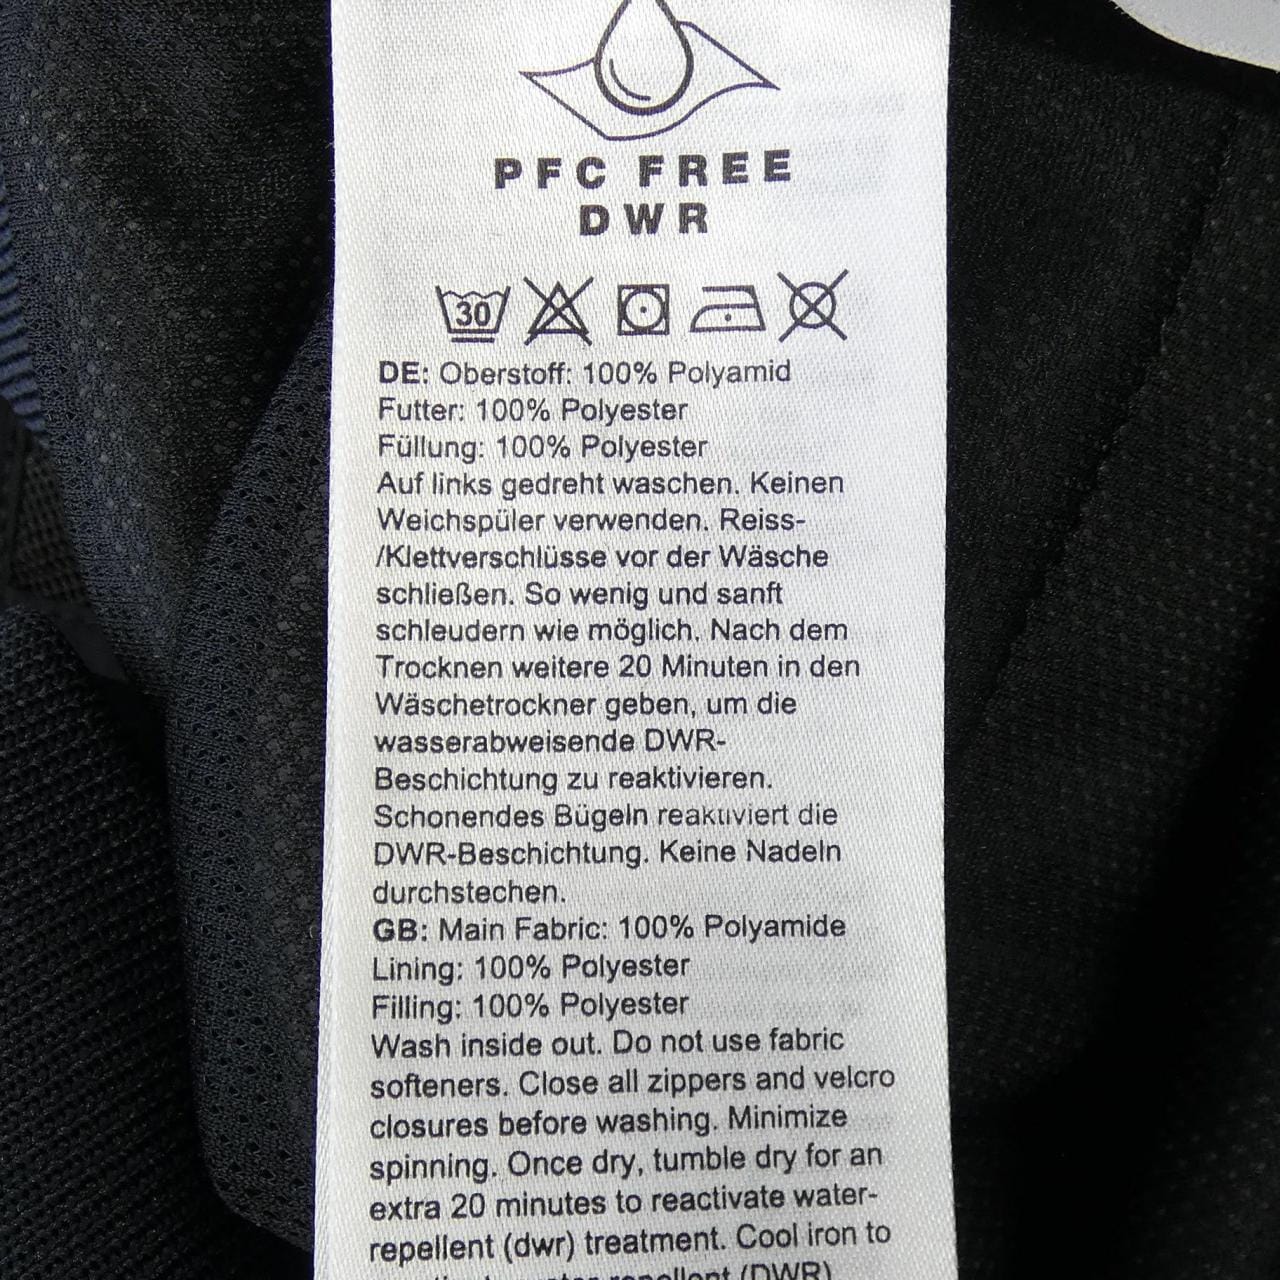 PFC FREE
DWR
30
DE: Oberstoff: 100% Polyamid
Futter: 100% Polyester
Füllung: 100% Polyester
Auf links gedreht waschen. Keinen
Weichspüler verwenden. Reiss-
/Klettverschlüsse vor der Wäsche
schließen. So wenig und sanft
schleudern wie möglich. Nach dem
Trocknen weitere 20 Minuten in den
Wäschetrockner geben, um die
wasserabweisende DWR-
Beschichtung zu reaktivieren.
Schonendes Bügeln reaktiviert die
DWR-Beschichtung. Keine Nadeln
durchstechen.
GB: Main Fabric: 100% Polyamide
Lining: 100% Polyester
Filling: 100% Polyester
Wash inside out. Do not use fabric
softeners. Close all zippers and velcro
closures before washing. Minimize
spinning. Once dry, tumble dry for an
extra 20 minutes to reactivate water-
repellent (dwr) treatment. Cool iron to
repellent (DWR)